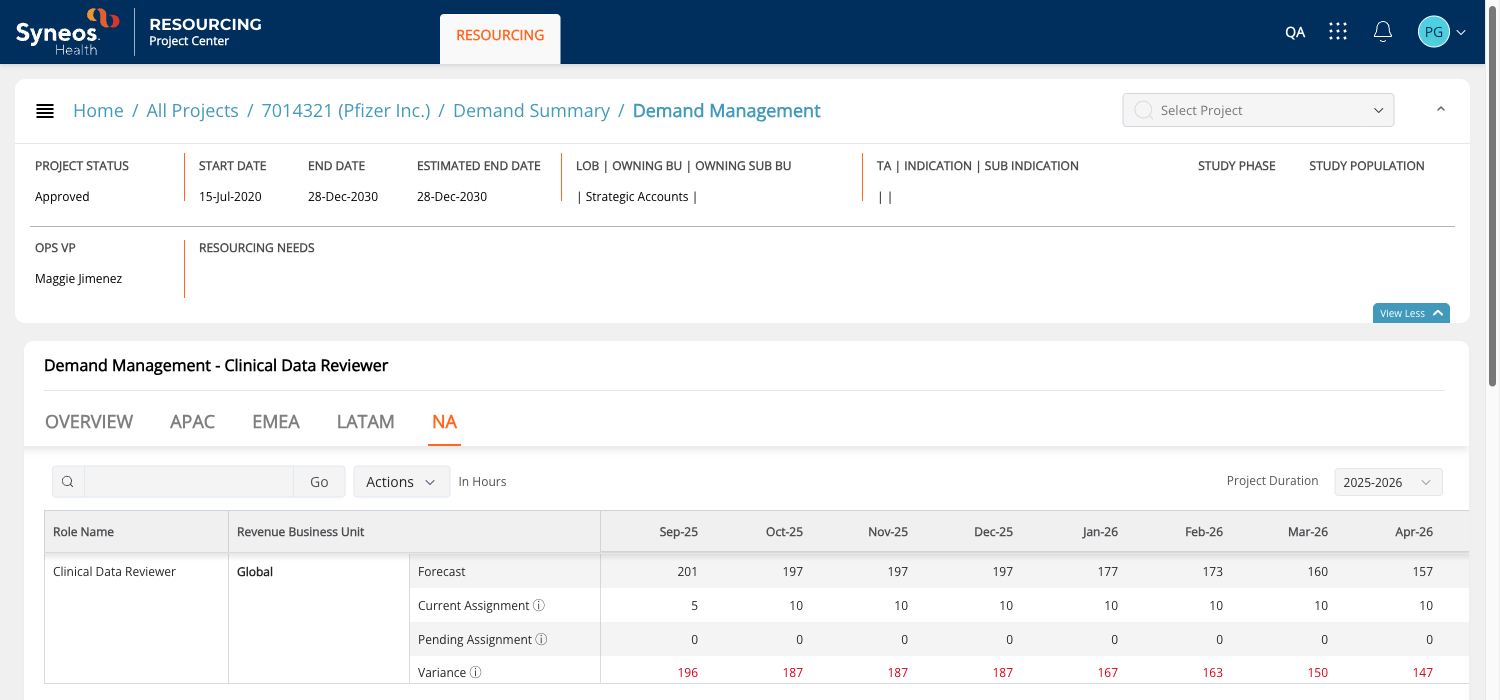 Syneos.
Health
RESOURCING
Project Center
RESOURCING
QA
PG
Home / All Projects / 7014321 (Pfizer Inc.) / Demand Summary / Demand Management
Select Project
PROJECT STATUS START DATE END DATE ESTIMATED END DATE LOB | OWNING BU | OWNING SUB BU TA | INDICATION | SUB INDICATION STUDY PHASE STUDY POPULATION
Approved 15-Jul-2020 28-Dec-2030 28-Dec-2030 | Strategic Accounts | | |
OPS VP RESOURCING NEEDS
Maggie Jimenez
View Less
Demand Management - Clinical Data Reviewer
OVERVIEW APAC EMEA LATAM NA
Go Actions In Hours Project Duration 2025-2026
Role Name Revenue Business Unit Sep-25 Oct-25 Nov-25 Dec-25 Jan-26 Feb-26 Mar-26 Apr-26
Clinical Data Reviewer Global Forecast 201 197 197 197 177 173 160 157
Current Assignment 5 10 10 10 10 10 10 10
Pending Assignment 0 0 0 0 0 0 0 0
Variance 196 187 187 187 167 163 150 147